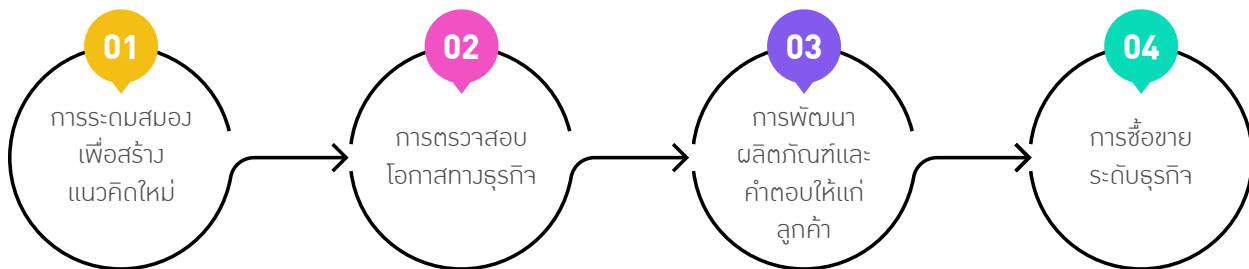 01
การระดมสมอง
เพื่อสร้าง
แนวคิดใหม่
02
การตรวจสอบ
โอกาสทางธุรกิจ
03
การพัฒนา
ผลิตภัณฑ์และ
คำตอบให้แก่
ลูกค้า
04
การซื้อขาย
ระดับธุรกิจ